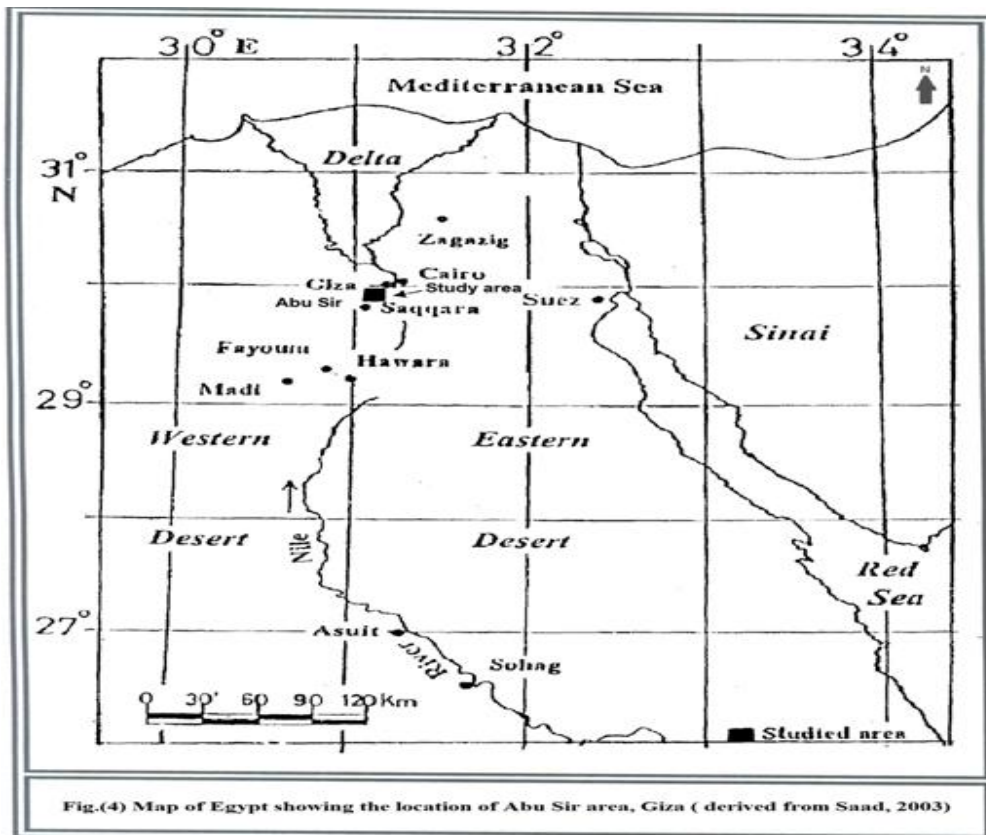 30 E 32° 34°
N
Mediterranean Sea
31°
N
Delta
Zagazig
Cairo
Giza
Study area
Abu Sir
Saqqara
Suez
Sinai
Fayoum
Hawara
Madi
29°
Western
Eastern
Desert
Nile
Desert
Red
Sea
27°
Asuit
River
Sohag
0 30' 60 90 120 Km
Studied area
Fig.(4) Map of Egypt showing the location of Abu Sir area, Giza ( derived from Saad, 2003)